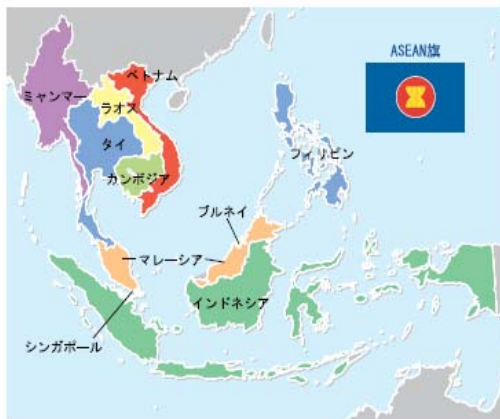 ASEAN旗
ベトナム
ミャンマー
ラオス
タイ
フィリピン
カンボジア
ブルネイ
マレーシア
インドネシア
シンガポール